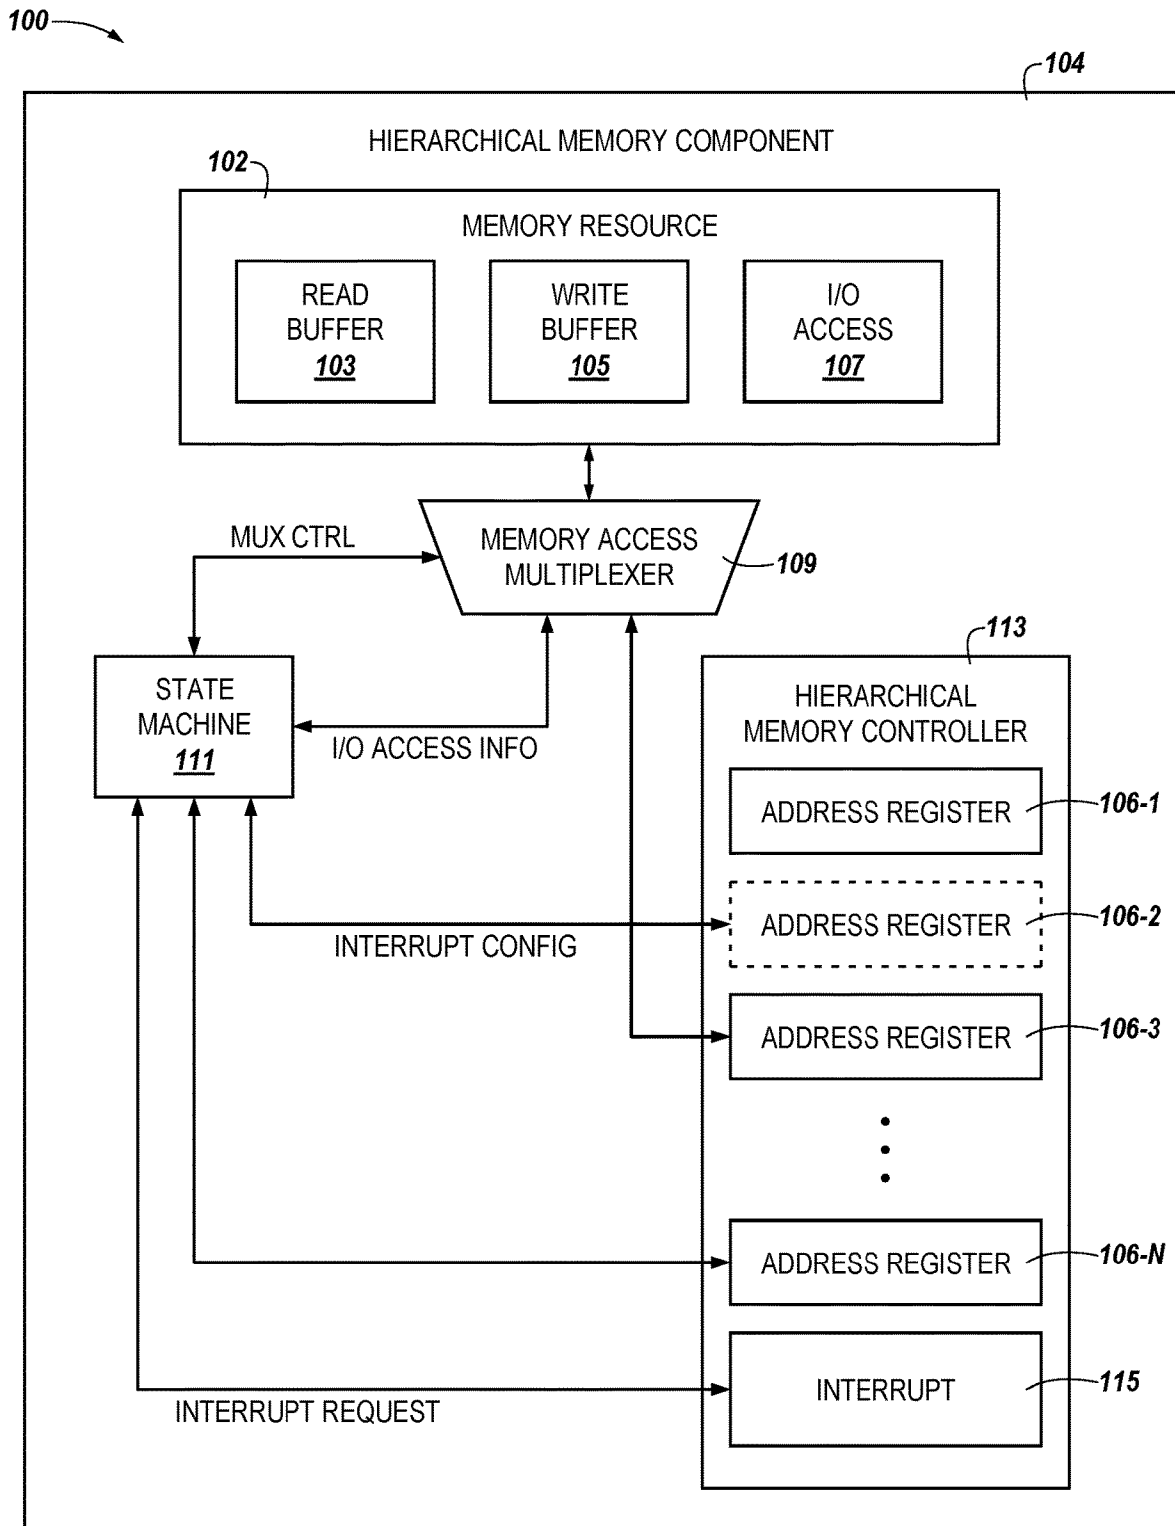 100
104
HIERARCHICAL MEMORY COMPONENT
102
MEMORY RESOURCE
READ
BUFFER
103
WRITE
BUFFER
105
I/O
ACCESS
107
MUX CTRL
MEMORY ACCESS
MULTIPLEXER
109
STATE
MACHINE
111
I/O ACCESS INFO
113
HIERARCHICAL
MEMORY CONTROLLER
ADDRESS REGISTER
106-1
ADDRESS REGISTER
106-2
INTERRUPT CONFIG
ADDRESS REGISTER
106-3
ADDRESS REGISTER
106-N
INTERRUPT
115
INTERRUPT REQUEST